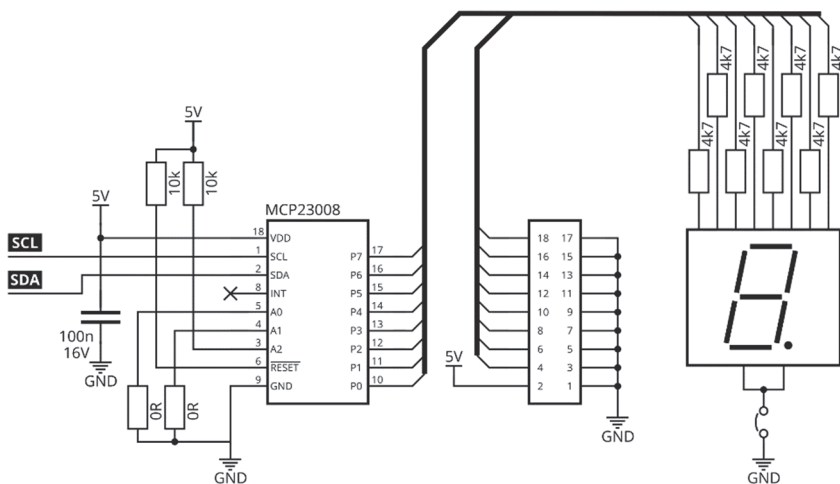 4k7 4k7 4k7 4k7
4k7 4k7 4k7 4k7
5V
10k 10k
5V
MCP23008
SCL
SDA
18 VDD
1 SCL P7 17
2 SDA P6 16
8 INT P5 15
5 A0 P4 14
4 A1 P3 13
3 A2 P2 12
6 RESET P1 11
9 GND P0 10
18 17
16 15
14 13
12 11
10 9
8 7
6 5
4 3
2 1
5V
100n
16V
GND
0R 0R
GND
GND
GND
8.